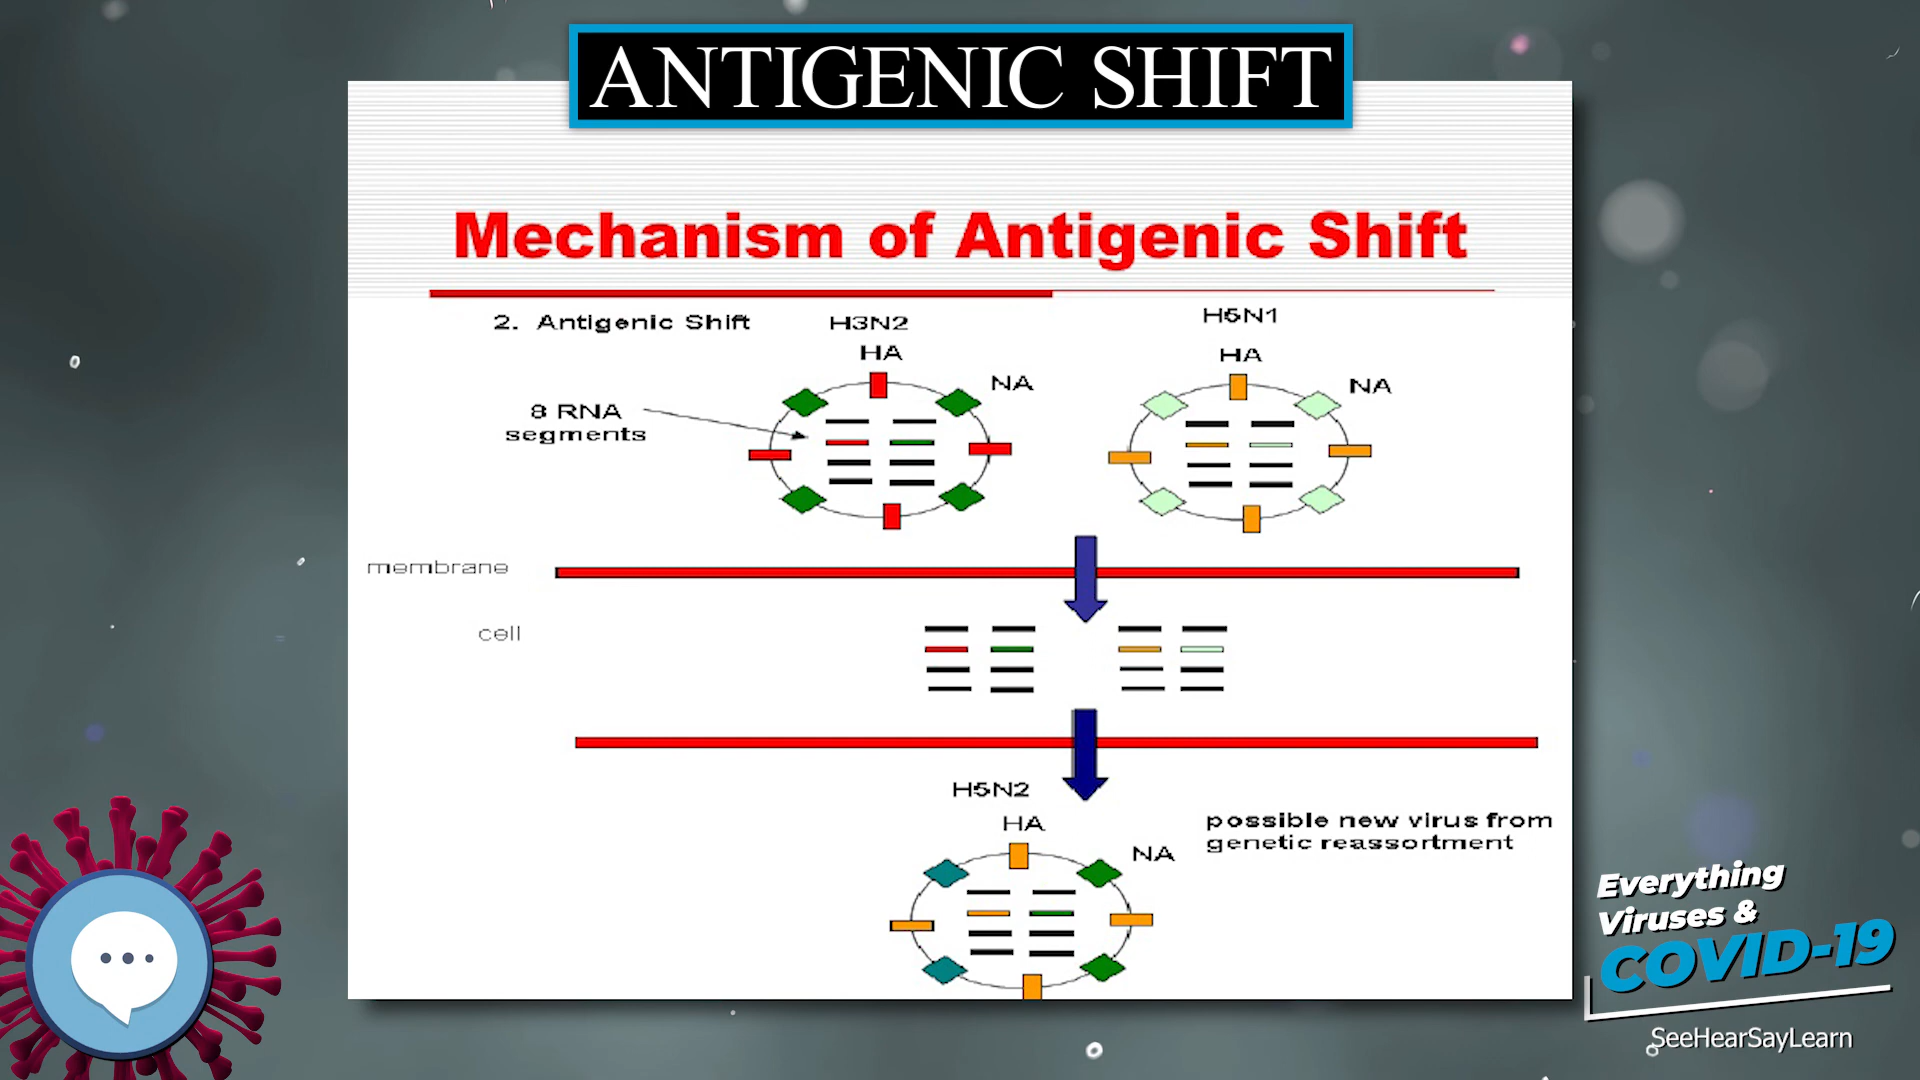 ANTIGENIC SHIFT
Mechanism of Antigenic Shift
2. Antigenic Shift
H3N2
H5N1
HA
HA
NA
NA
8 RNA
segments
membrane
cell
H5N2
HA
NA
possible new virus from
genetic reassortment
Everything
Viruses &
COVID-19
SeeHearSayLearn